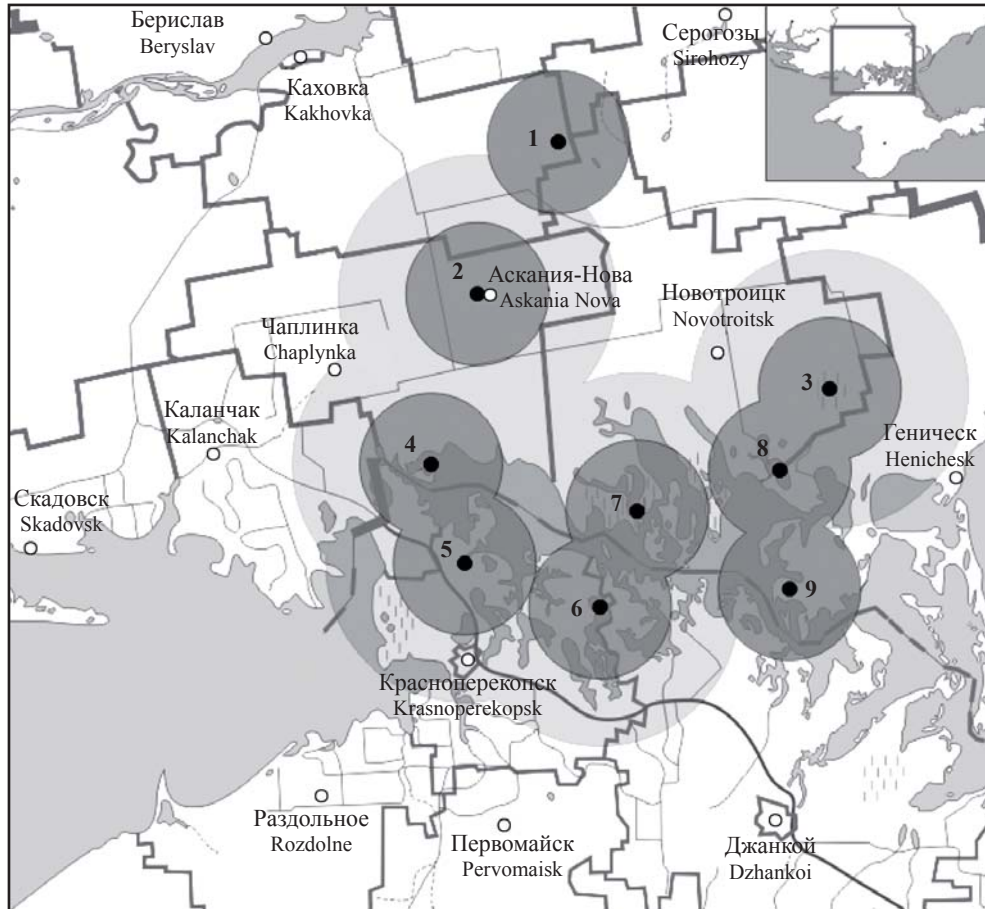 Берислав
Beryslav
Каховка
Kakhovka
Серогозы
Sirohozy
1
2
Аскания-Нова
Askania Nova
Новотроицк
Novotroitsk
Чаплинка
Chaplynka
3
Каланчак
Kalanchak
4
8
Геническ
Henichesk
Скадовск
Skadovsk
7
5
6
9
Красноперекопск
Krasnoperekopsk
Раздольное
Rozdolne
Первомайск
Pervomaisk
Джанкой
Dzhankoi